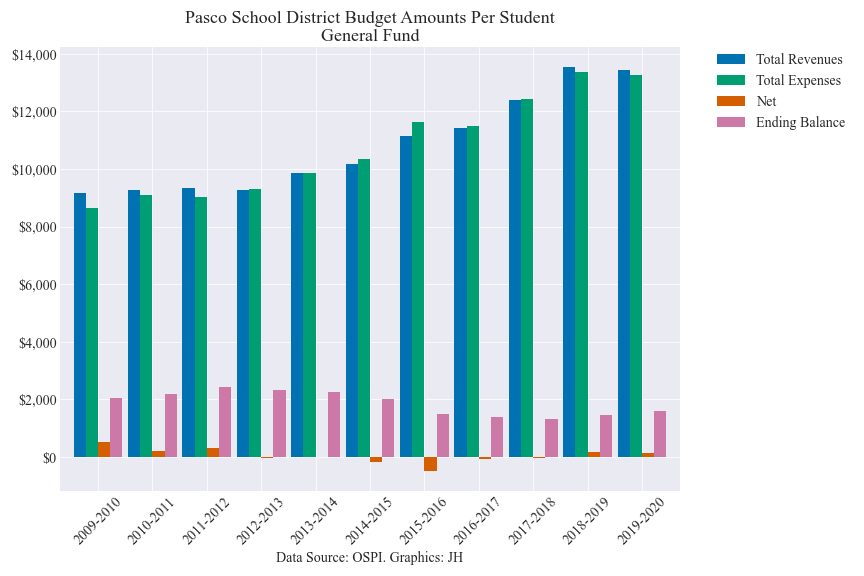 Pasco School District Budget Amounts Per Student
General Fund
$14,000
$12,000
$10,000
$8,000
$6,000
$4,000
$2,000
$0
Total Revenues
Total Expenses
Net
Ending Balance
2009-2010
2010-2011
2011-2012
2012-2013
2013-2014
2014-2015
2015-2016
2016-2017
2017-2018
2018-2019
2019-2020
Data Source: OSPI. Graphics: JH